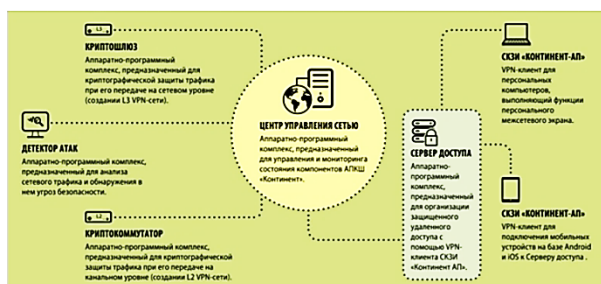 L3
КРИПТОШЛЮЗ
Аппаратно-программный
комплекс, предназначенный для
криптографической защиты трафика
при его передаче на сетевом уровне
(создании L3 VPN-сети).
ДЕТЕКТОР АТАК
Аппаратно-программный комплекс,
предназначенный для анализа
сетевого трафика и обнаружения в
нем угроз безопасности.
L2
КРИПТОКОММУТАТОР
Аппаратно-программный комплекс,
предназначенный для криптографической
защиты трафика при его передаче на
канальном уровне (создании L2 VPN-сети).
ЦЕНТР УПРАВЛЕНИЯ СЕТЬЮ
Аппаратно-программный
комплекс, предназначенный
для управления и мониторинга
состояния компонентов АПКШ
«Континент».
СЕРВЕР ДОСТУПА
Аппаратно-
программный
комплекс,
предназначенный
для организации
защищенного
удаленного
доступа с
помощью VPN-
клиента СКЗИ
«Континент АП».
СКЗИ «КОНТИНЕНТ-АП»
VPN-клиент для
персональных
компьютеров,
выполняющий функции
персонального
межсетевого экрана.
СКЗИ «КОНТИНЕНТ-АП»
VPN-клиент для
подключения мобильных
устройств на базе Android
и iOS к Серверу доступа .